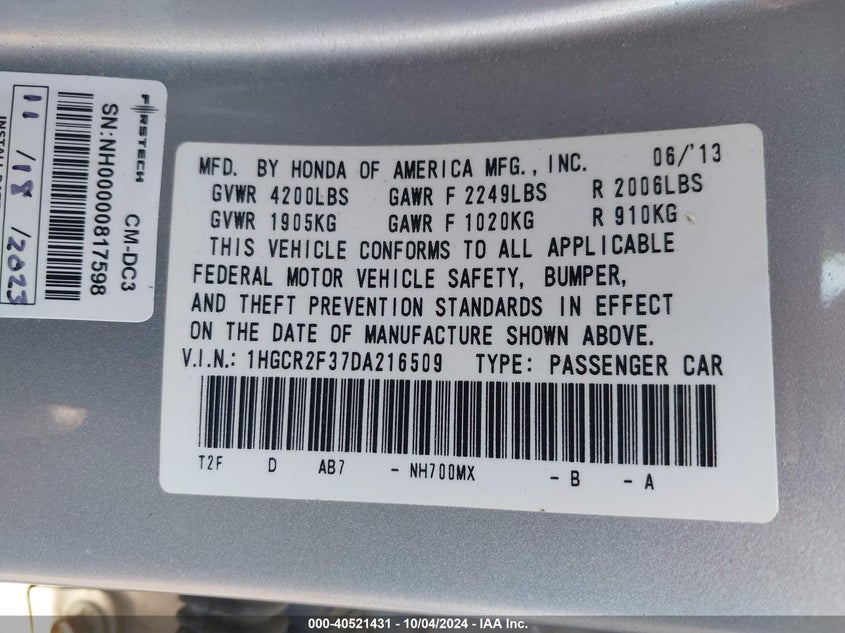 FIRSTECH CM-DC3
SN:NH00000817598
11/18/2023
MFD. BY HONDA OF AMERICA MFG., INC. 06/'13
GVWR 4200LBS GAWR F 2249LBS R 2006LBS
GVWR 1905KG GAWR F 1020KG R 910KG
THIS VEHICLE CONFORMS TO ALL APPLICABLE
FEDERAL MOTOR VEHICLE SAFETY, BUMPER,
AND THEFT PREVENTION STANDARDS IN EFFECT
ON THE DATE OF MANUFACTURE SHOWN ABOVE.
V.I.N.: 1HGCR2F37DA216509 TYPE: PASSENGER CAR
T2F D AB7 - NH700MX - B - A
000-40521431 - 10/04/2024 - IAA Inc.